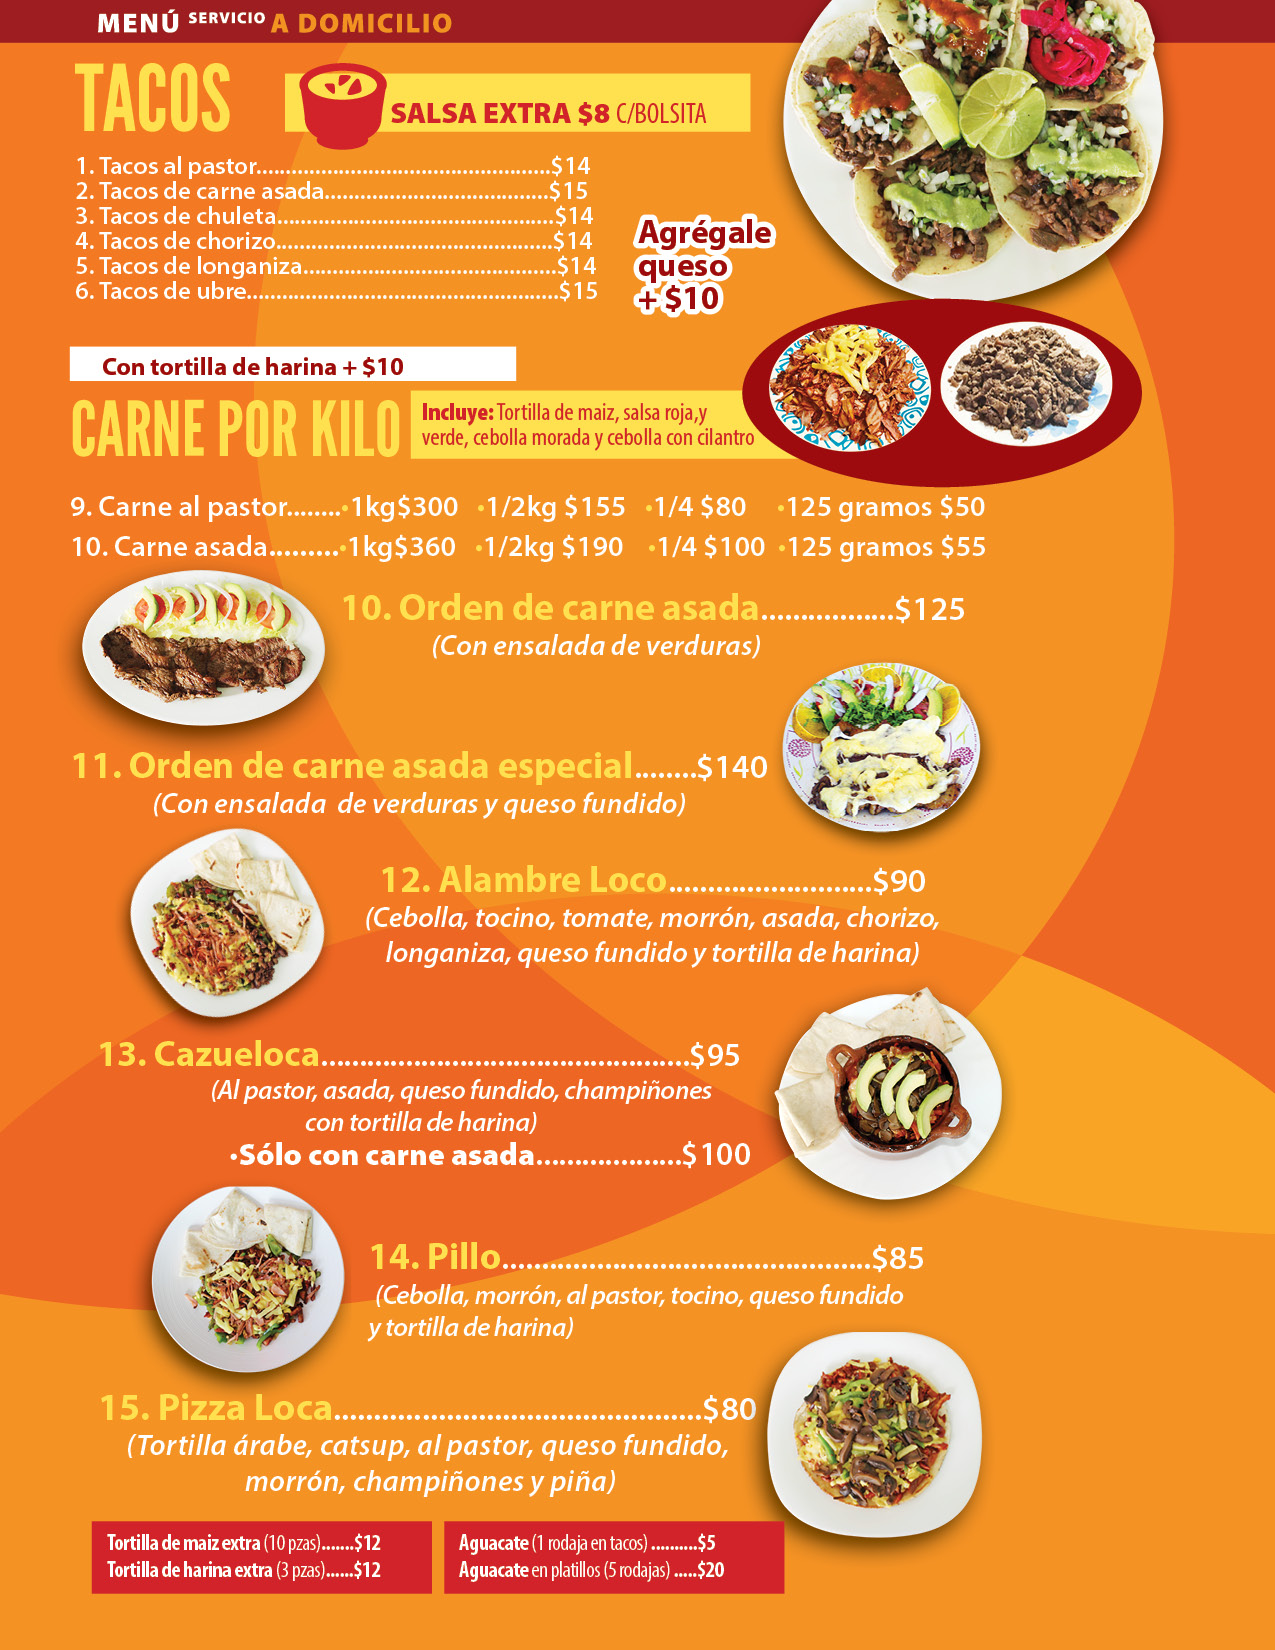 MENÚ SERVICIO A DOMICILIO
TACOS
SALSA EXTRA $8 C/BOLSITA
1. Tacos al pastor..................................................$14
2. Tacos de carne asada......................................$15
3. Tacos de chuleta...............................................$14
4. Tacos de chorizo...............................................$14
5. Tacos de longaniza...........................................$14
6. Tacos de ubre.....................................................$15
Agrégale
queso
+ $10
Con tortilla de harina + $10
CARNE POR KILO
Incluye: Tortilla de maiz, salsa roja,y
verde, cebolla morada y cebolla con cilantro
9. Carne al pastor........•1kg$300 •1/2kg $155 •1/4 $80 •125 gramos $50
10. Carne asada.........•1kg$360 •1/2kg $190 •1/4 $100 •125 gramos $55
10. Orden de carne asada.................$125
(Con ensalada de verduras)
11. Orden de carne asada especial........$140
(Con ensalada de verduras y queso fundido)
12. Alambre Loco..........................$90
(Cebolla, tocino, tomate, morrón, asada, chorizo,
longaniza, queso fundido y tortilla de harina)
13. Cazueloca...............................................$95
(Al pastor, asada, queso fundido, champiñones
con tortilla de harina)
•Sólo con carne asada...................$100
14. Pillo...............................................$85
(Cebolla, morrón, al pastor, tocino, queso fundido
y tortilla de harina)
15. Pizza Loca...............................................$80
(Tortilla árabe, catsup, al pastor, queso fundido,
morrón, champiñones y piña)
Tortilla de maiz extra (10 pzas).......$12
Tortilla de harina extra (3 pzas)......$12
Aguacate (1 rodaja en tacos) ..........$5
Aguacate en platillos (5 rodajas) .....$20